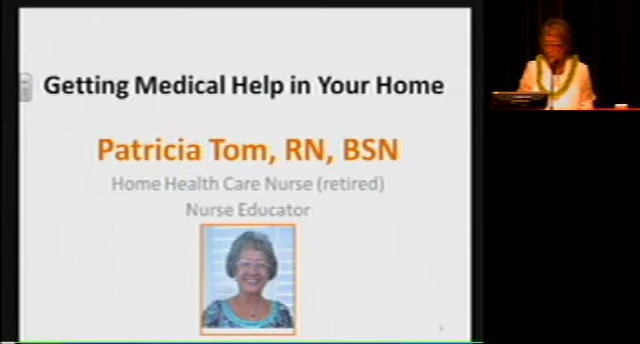 Getting Medical Help in Your Home
Patricia Tom, RN, BSN
Home Health Care Nurse (retired)
Nurse Educator